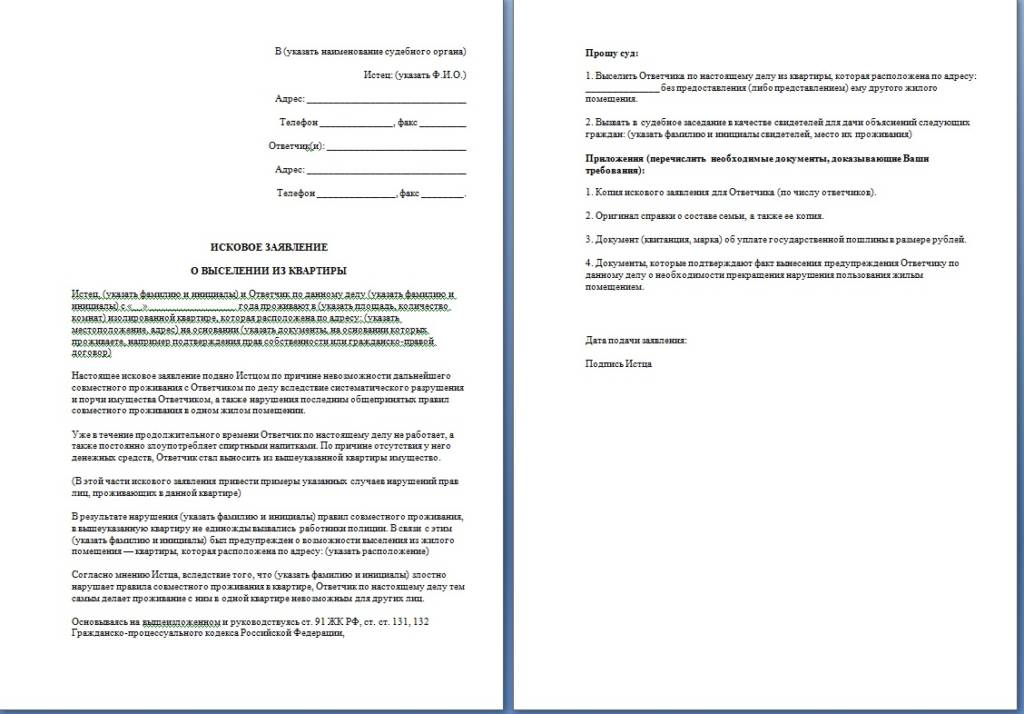 В (указать наименование судебного органа)
Истец: (указать Ф.И.О.)
Адрес: ________________________________
Телефон _______________, факс _________
Ответчик(и): ____________________________
Адрес: ________________________________
Телефон ________________, факс ________.
ИСКОВОЕ ЗАЯВЛЕНИЕ
О ВЫСЕЛЕНИИ ИЗ КВАРТИРЫ
Истец, (указать фамилию и инициалы) и Ответчик по данному делу (указать фамилию и
инициалы) с «__»__________________ года проживают в (указать площадь, количество
комнат) изолированной квартире, которая расположена по адресу: (указать
местоположение, адрес) на основании (указать документы, на основании которых
проживаете, например подтверждения прав собственности или гражданско-правой
договор)
Настоящее исковое заявление подано Истцом по причине невозможности дальнейшего
совместного проживания с Ответчиком по делу вследствие систематического разрушения
и порчи имущества Ответчиком, а также нарушения последним общепринятых правил
совместного проживания в одном жилом помещении.
Уже в течение продолжительного времени Ответчик по настоящему делу не работает, а
также постоянно злоупотребляет спиртными напитками. По причине отсутствия у него
денежных средств, Ответчик стал выносить из вышеуказанной квартиры имущество.
(В этой части искового заявления привести примеры указанных случаев нарушений прав
лиц, проживающих в данной квартире)
В результате нарушения (указать фамилию и инициалы) правил совместного проживания,
в вышеуказанную квартиру не единожды вызвались работники полиции. В связи с этим
(указать фамилию и инициалы) был предупрежден о возможности выселения из жилого
помещения — квартиры, которая расположена по адресу: (указать расположение)
Согласно мнению Истца, вследствие того, что (указать фамилию и инициалы) злостно
нарушает правила совместного проживания в квартире, Ответчик по настоящему делу тем
самым делает проживание с ним в одной квартире невозможным для других лиц.
Основываясь на вышеизложенном и руководствуясь ст. 91 ЖК РФ, ст. ст. 131, 132
Гражданско-процессуального кодекса Российской Федерации,
Прошу суд:
1. Выселить Ответчика по настоящему делу из квартиры, которая расположена по адресу:
_______________ без предоставления (либо представлением) ему другого жилого
помещения.
2. Вызвать в судебное заседание в качестве свидетелей для дачи объяснений следующих
граждан: (указать фамилию и инициалы свидетелей, место их проживания)
Приложения (перечислить необходимые документы, доказывающие Ваши
требования):
1. Копия искового заявления для Ответчика (по числу ответчиков).
2. Оригинал справки о составе семьи, а также ее копия.
3. Документ (квитанция, марка) об уплате государственной пошлины в размере рублей.
4. Документы, которые подтверждают факт вынесения предупреждения Ответчику по
данному делу о необходимости прекращения нарушения пользования жилым
помещением.
Дата подачи заявления:
Подпись Истца